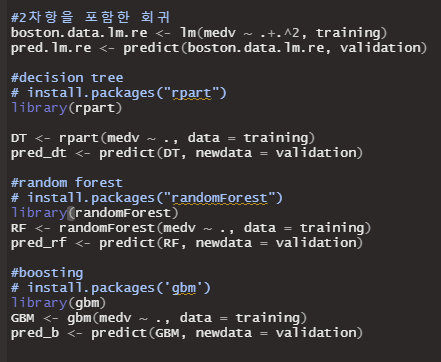 #2차항을 포함한 회귀
boston.data.lm.re <- lm(medv ~ .+.^2, training)
pred.lm.re <- predict(boston.data.lm.re, validation)
#decision tree
# install.packages("rpart")
library(rpart)
DT <- rpart(medv ~ ., data = training)
pred_dt <- predict(DT, newdata = validation)
#random forest
# install.packages("randomForest")
library(randomForest)
RF <- randomForest(medv ~ ., data = training)
pred_rf <- predict(RF, newdata = validation)
#boosting
# install.packages('gbm')
library(gbm)
GBM <- gbm(medv ~ ., data = training)
pred_b <- predict(GBM, newdata = validation)